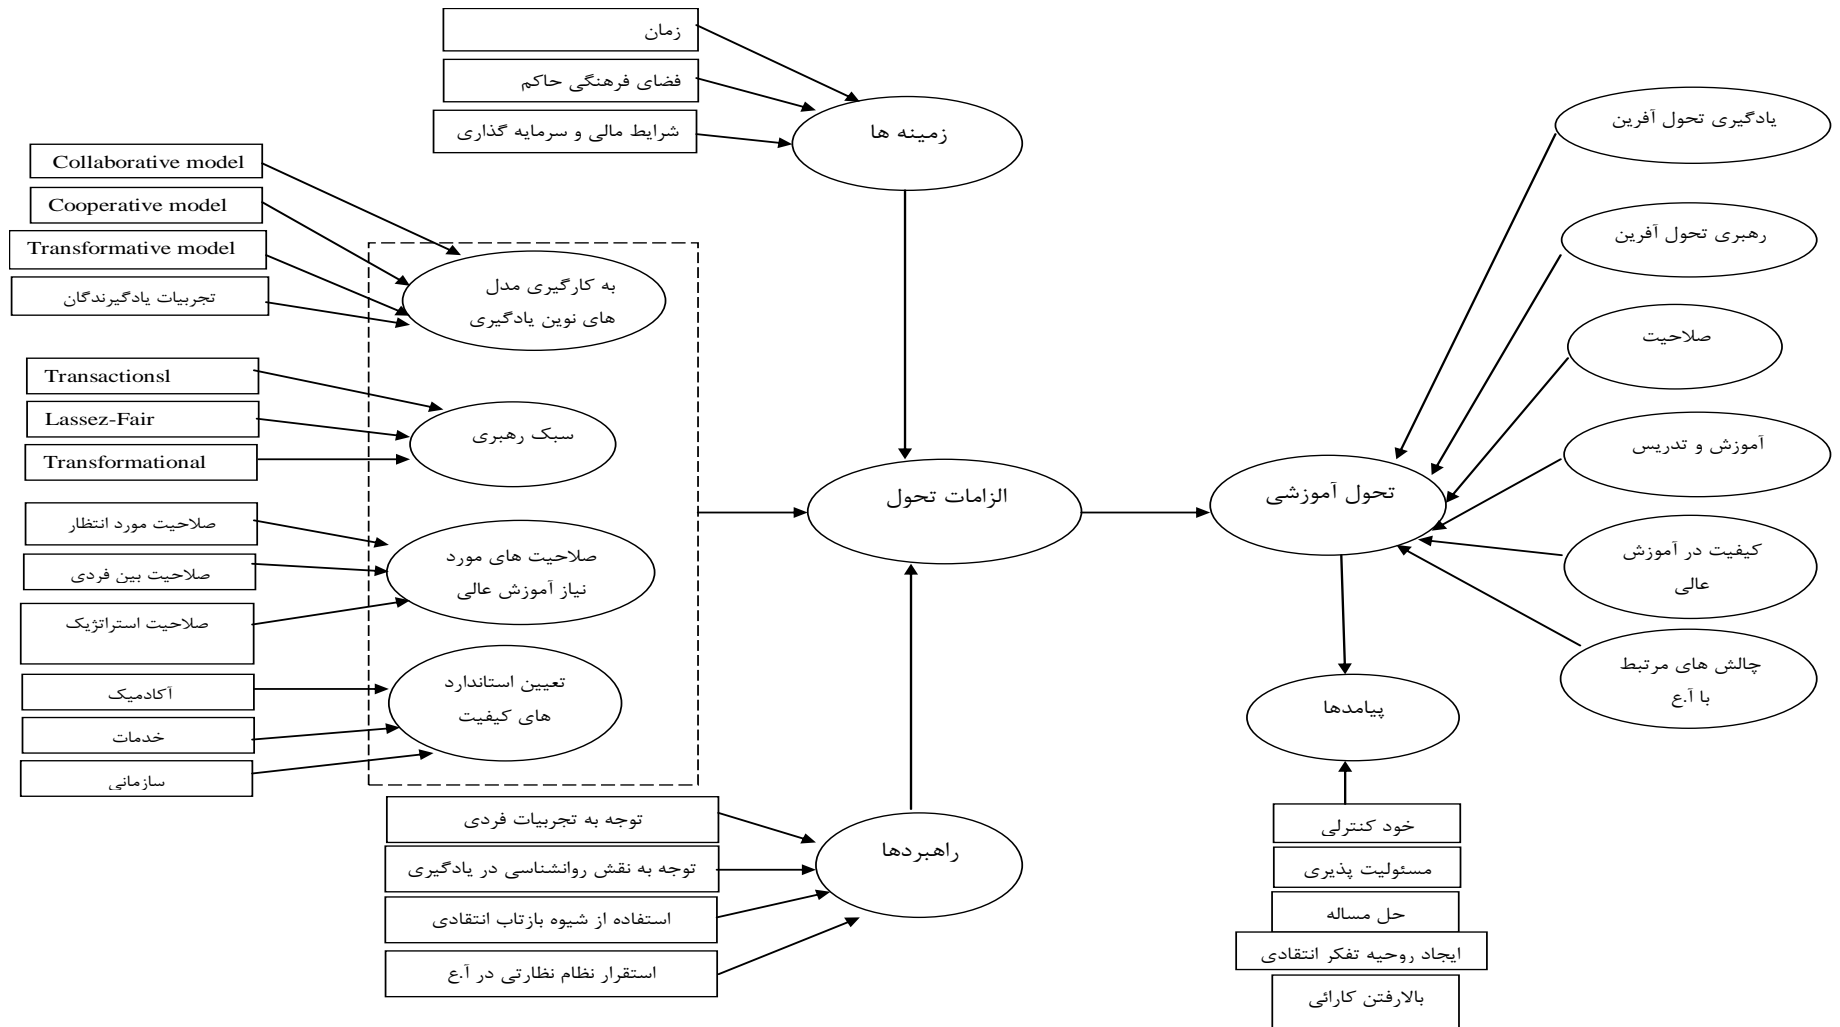 زمان
فضای فرهنگی حاکم
شرایط مالی و سرمایه گذاری
زمینه ها
Collaborative model
Cooperative model
Transformative model
تجربیات یادگیرندگان
به کارگیری مدل
های نوین یادگیری
Transactionsl
Lassez-Fair
Transformational
سبک رهبری
صلاحیت مورد انتظار
صلاحیت بین فردی
صلاحیت استراتژیک
صلاحیت های مورد
نیاز آموزش عالی
آکادمیک
خدمات
سازمانی
تعیین استاندارد
های کیفیت
توجه به تجربیات فردی
توجه به نقش روانشناسی در یادگیری
استفاده از شیوه بازتاب انتقادی
استقرار نظام نظارتی در آ.ع
راهبردها
الزامات تحول
تحول آموزشی
یادگیری تحول آفرین
رهبری تحول آفرین
صلاحیت
آموزش و تدریس
کیفیت در آموزش
عالی
چالش های مرتبط
با آ.ع
پیامدها
خود کنترلی
مسئولیت پذیری
حل مساله
ایجاد روحیه تفکر انتقادی
بالارفتن کارائی